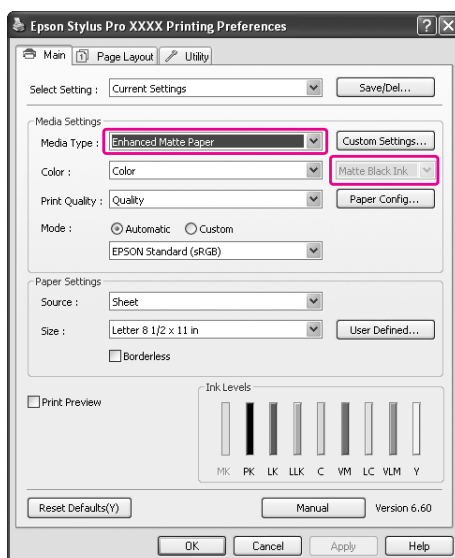 Epson Stylus Pro XXXX Printing Preferences
Main Page Layout Utility
Select Setting : Current Settings Save/Del...
Media Settings
Media Type : Enhanced Matte Paper Custom Settings...
Color : Color Matte Black Ink
Print Quality : Quality Paper Config...
Mode : Automatic Custom
EPSON Standard (sRGB)
Paper Settings
Source : Sheet
Size : Letter 8 1/2 x 11 in User Defined...
Borderless
Print Preview
Ink Levels
MK PK LK LLK C VM LC VLM Y
Reset Defaults(Y) Manual Version 6.60
OK Cancel Apply Help